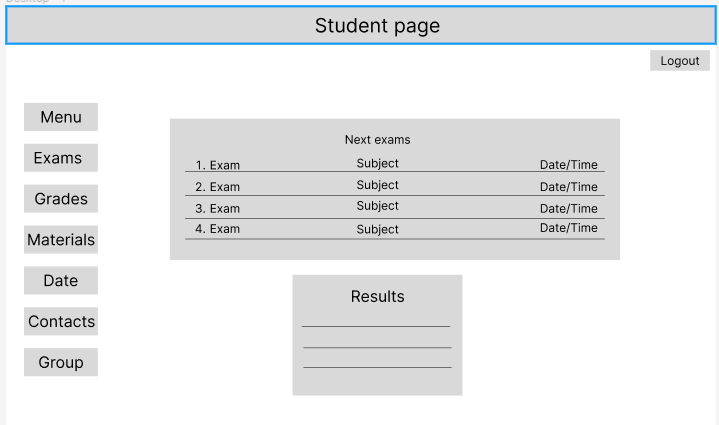 Student page
Logout
Menu
Exams
Grades
Materials
Date
Contacts
Group
Next exams
1. Exam Subject Date/Time
2. Exam Subject Date/Time
3. Exam Subject Date/Time
4. Exam Subject Date/Time
Results